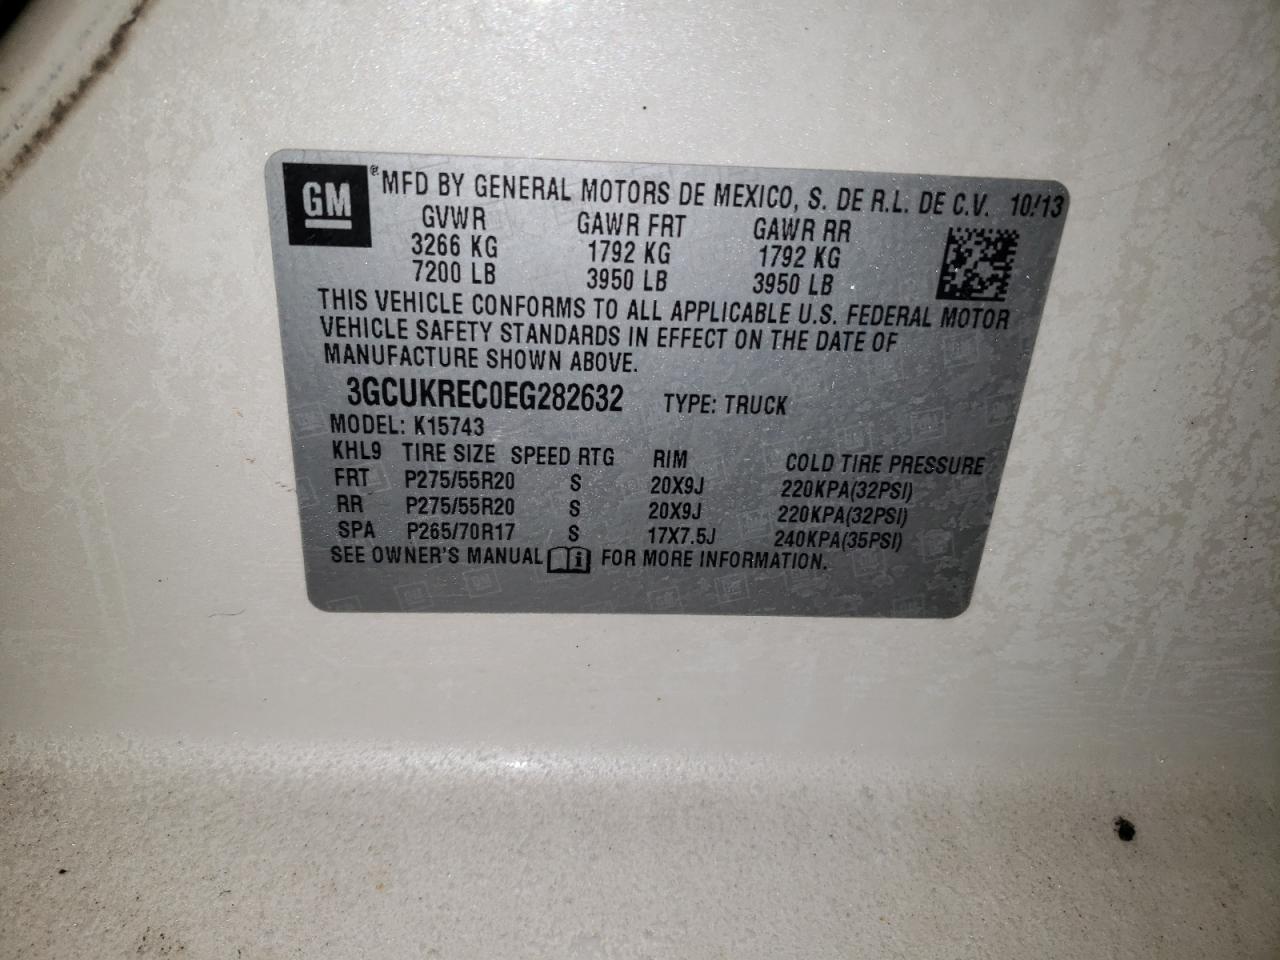 GM ® MFD BY GENERAL MOTORS DE MEXICO, S. DE R.L. DE C.V. 10/13
GVWR GAWR FRT GAWR RR
3266 KG 1792 KG 1792 KG
7200 LB 3950 LB 3950 LB
THIS VEHICLE CONFORMS TO ALL APPLICABLE U.S. FEDERAL MOTOR
VEHICLE SAFETY STANDARDS IN EFFECT ON THE DATE OF
MANUFACTURE SHOWN ABOVE.
3GCUKREC0EG282632 TYPE: TRUCK
MODEL: K15743
KHL9 TIRE SIZE SPEED RTG RIM COLD TIRE PRESSURE
FRT P275/55R20 S 20X9J 220KPA(32PSI)
RR P275/55R20 S 20X9J 220KPA(32PSI)
SPA P265/70R17 S 17X7.5J 240KPA(35PSI)
SEE OWNER'S MANUAL i FOR MORE INFORMATION.